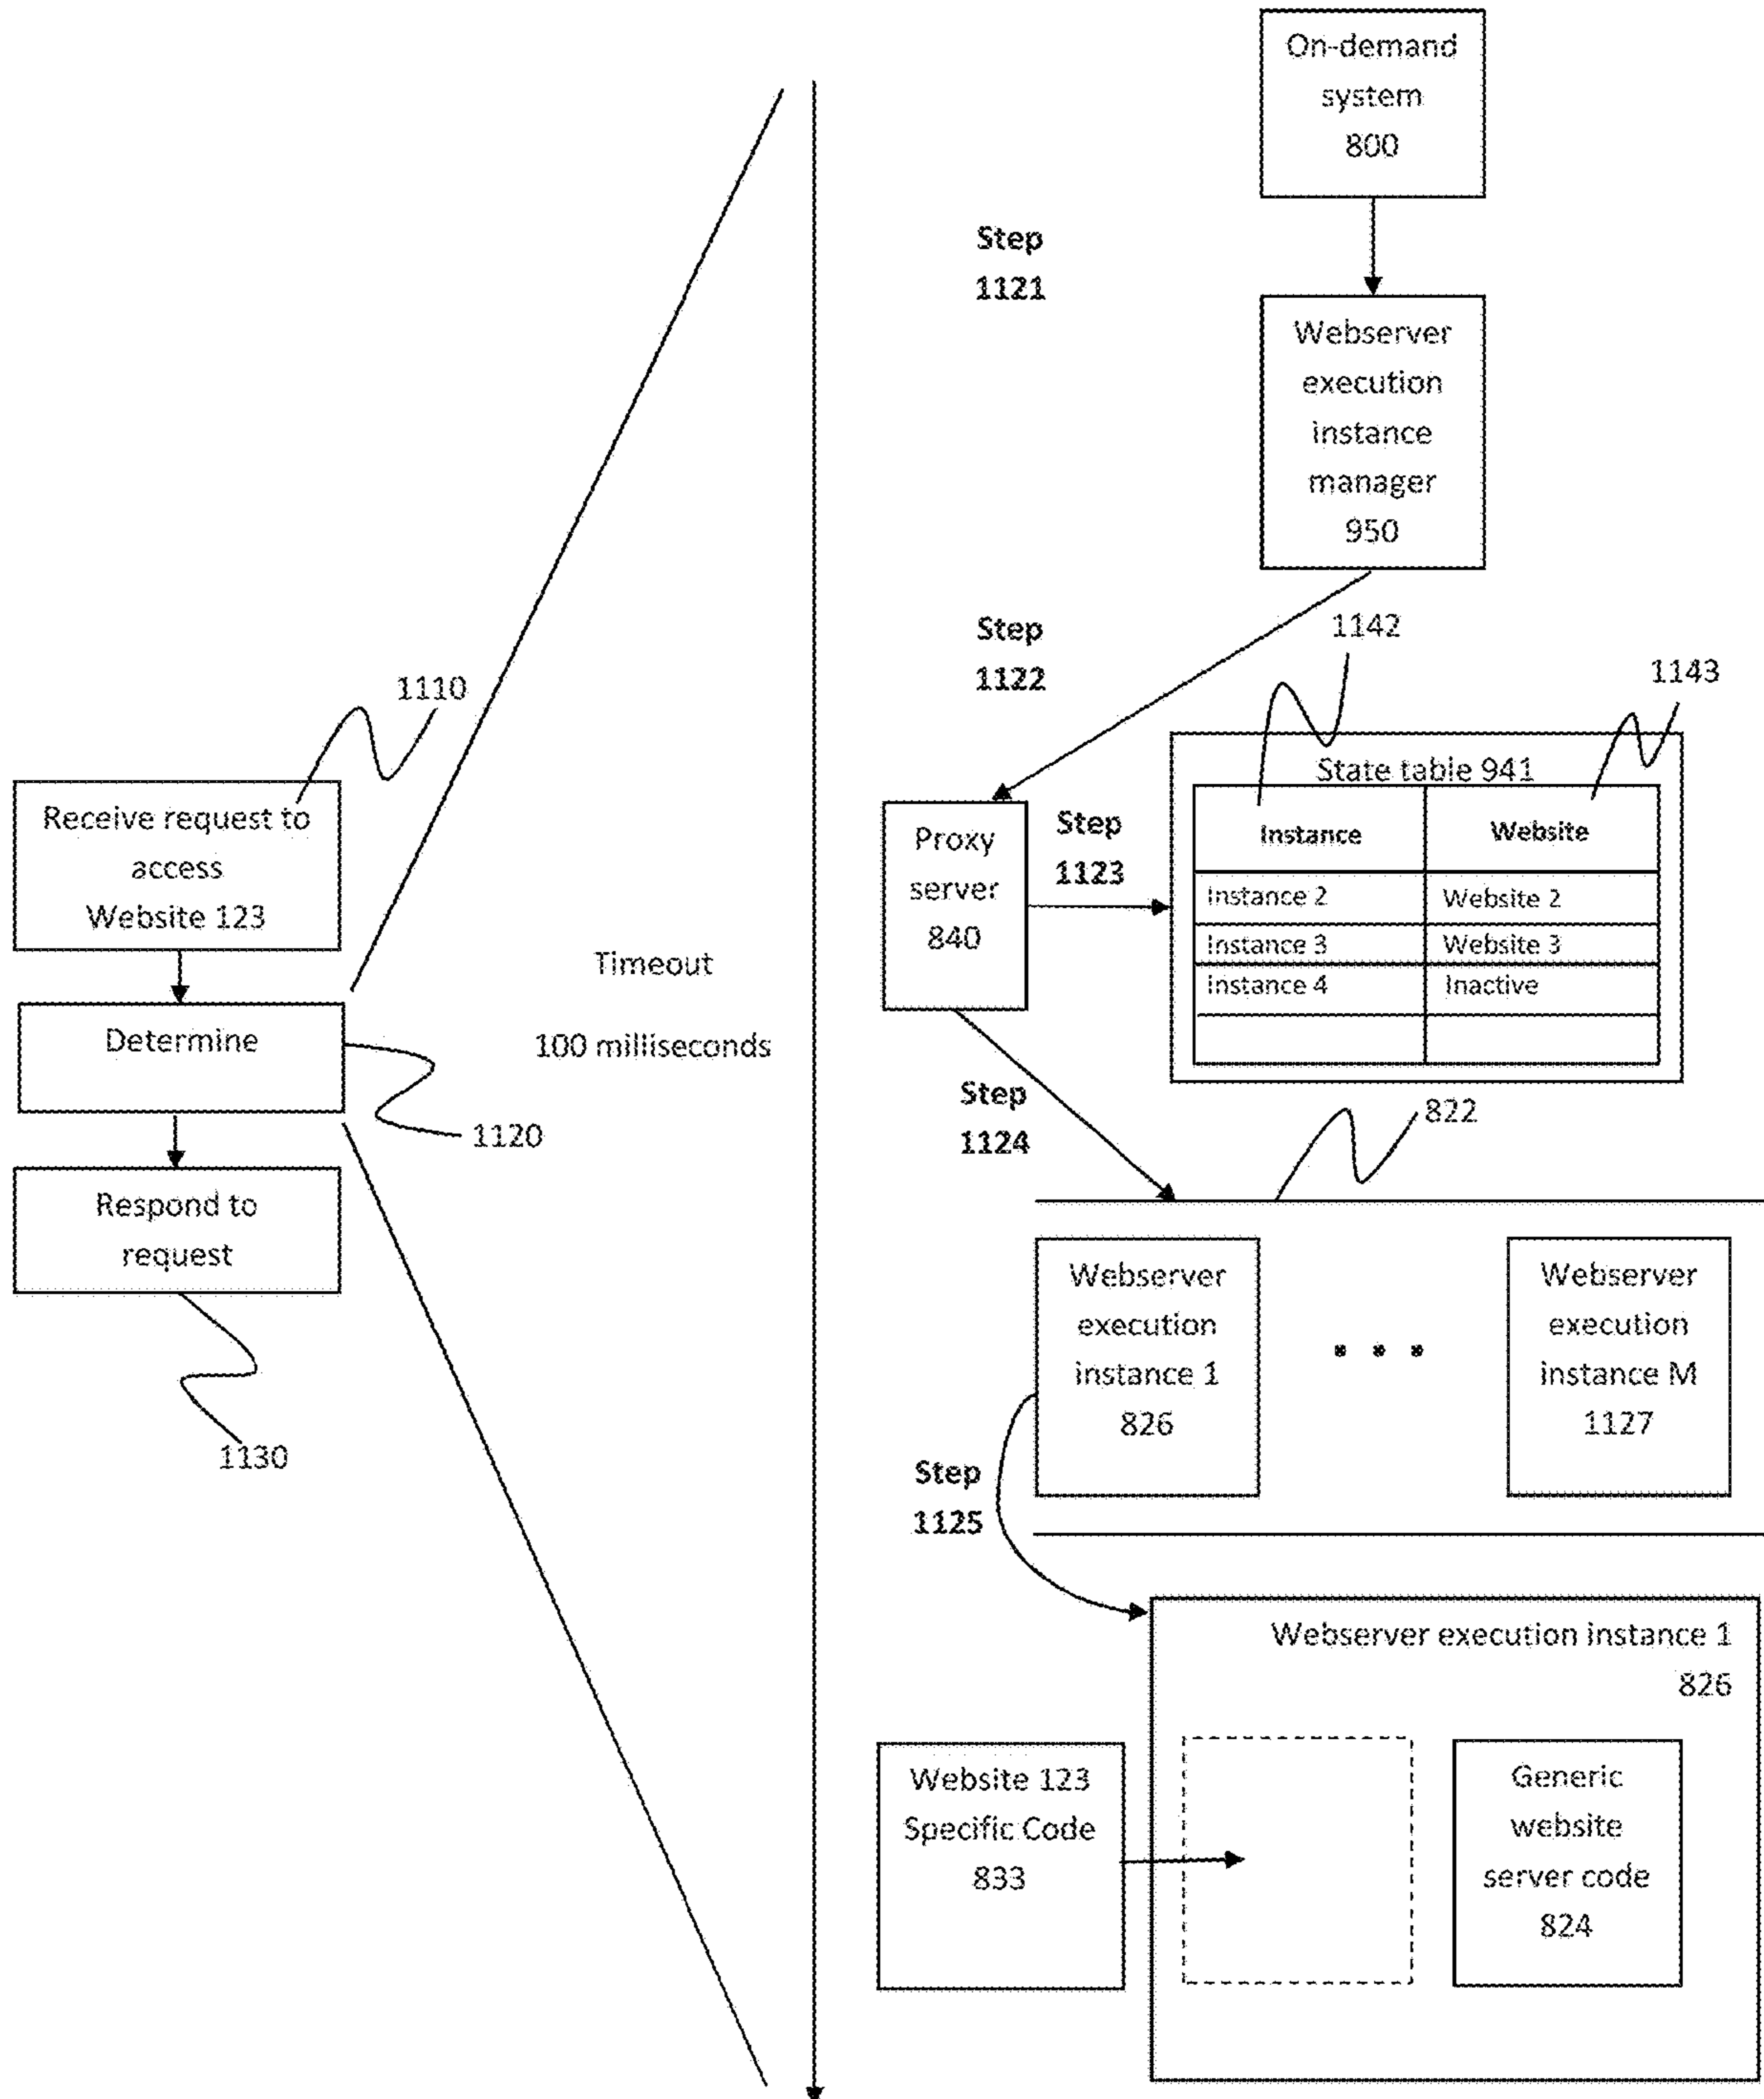 On-demand
system
800
Step
1121
Webserver
execution
instance
manager
950
Step
1122
1142
1143
1110
Receive request to
access
Website 123
Determine
1120
Respond to
request
1130
Timeout
100 milliseconds
Proxy
server
840
Step
1123
State table 941
Instance Website
Instance 2 Website 2
Instance 3 Website 3
Instance 4 Inactive
Step
1124
822
Webserver
execution
instance 1
826
Webserver
execution
instance M
1127
Step
1125
Webserver execution instance 1
826
Website 123
Specific Code
833
Generic
website
server code
824